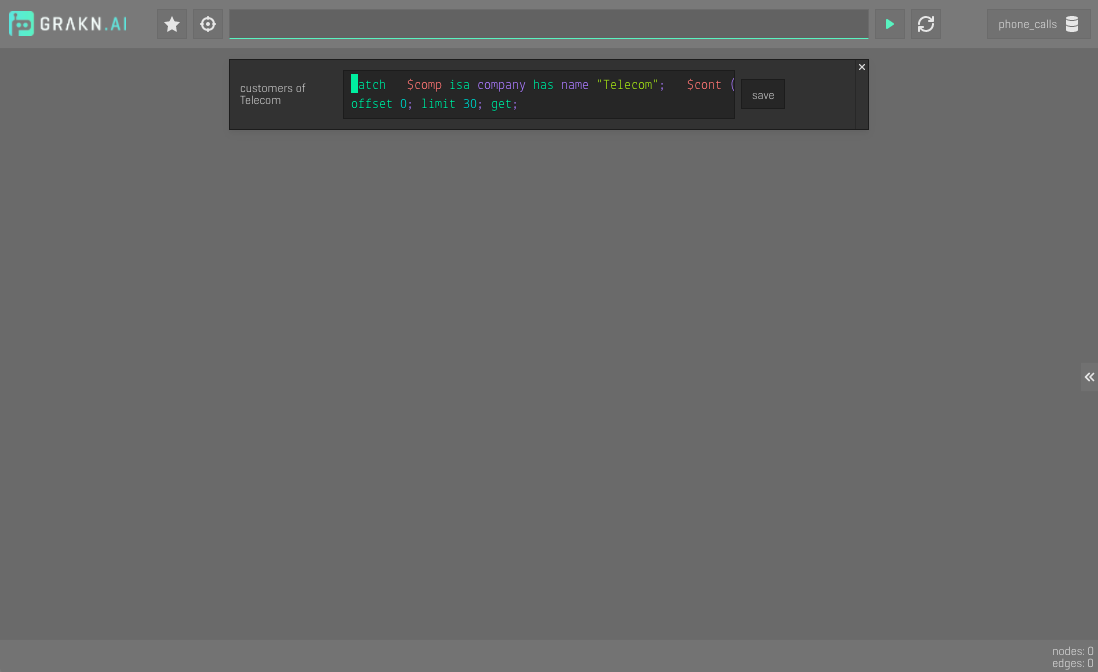 GRAKN.AI
phone_calls
customers of
Telecom
atch $comp isa company has name "Telecom"; $cont (
offset 0; limit 30; get;
save
nodes: 0
edges: 0